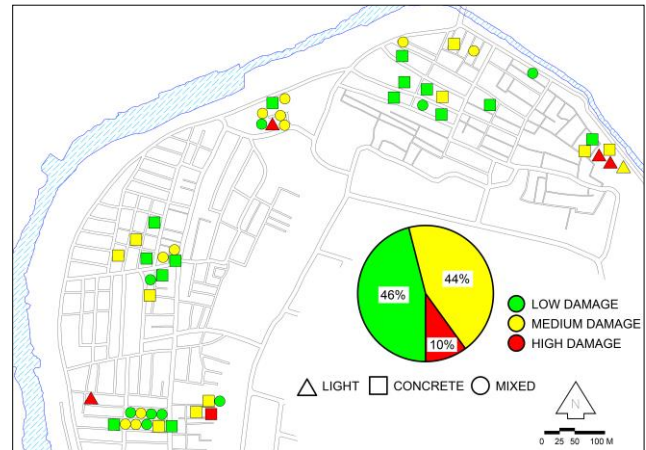 44%
46%
10%
LOW DAMAGE
MEDIUM DAMAGE
HIGH DAMAGE
LIGHT CONCRETE MIXED
N
0 25 50 100 M